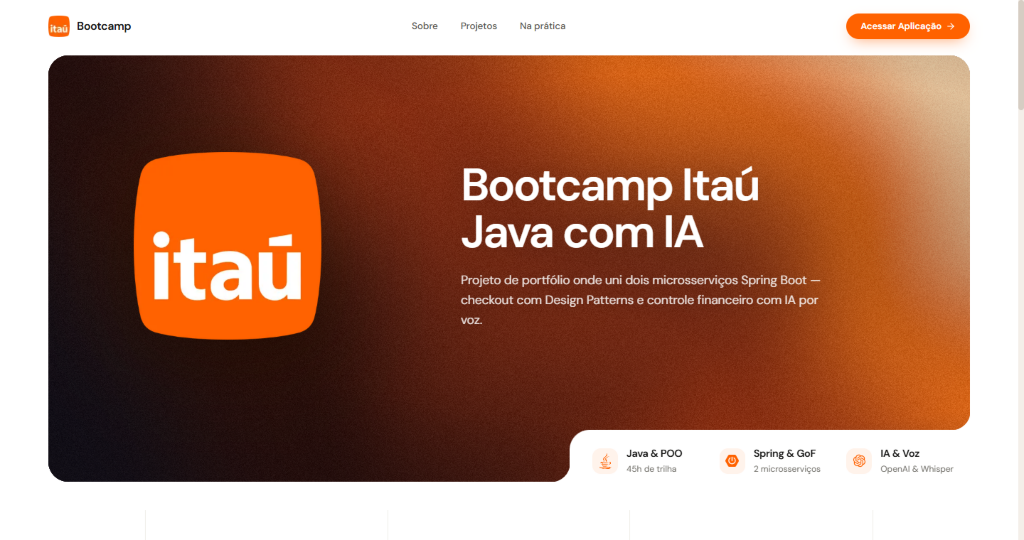 itaú Bootcamp
Sobre
Projetos
Na prática
Acessar Aplicação →
itaú
Bootcamp Itaú
Java com IA
Projeto de portfólio onde uni dois microsserviços Spring Boot —
checkout com Design Patterns e controle financeiro com IA por
voz.
Java & POO
45h de trilha
Spring & GoF
2 microsserviços
IA & Voz
OpenAI & Whisper